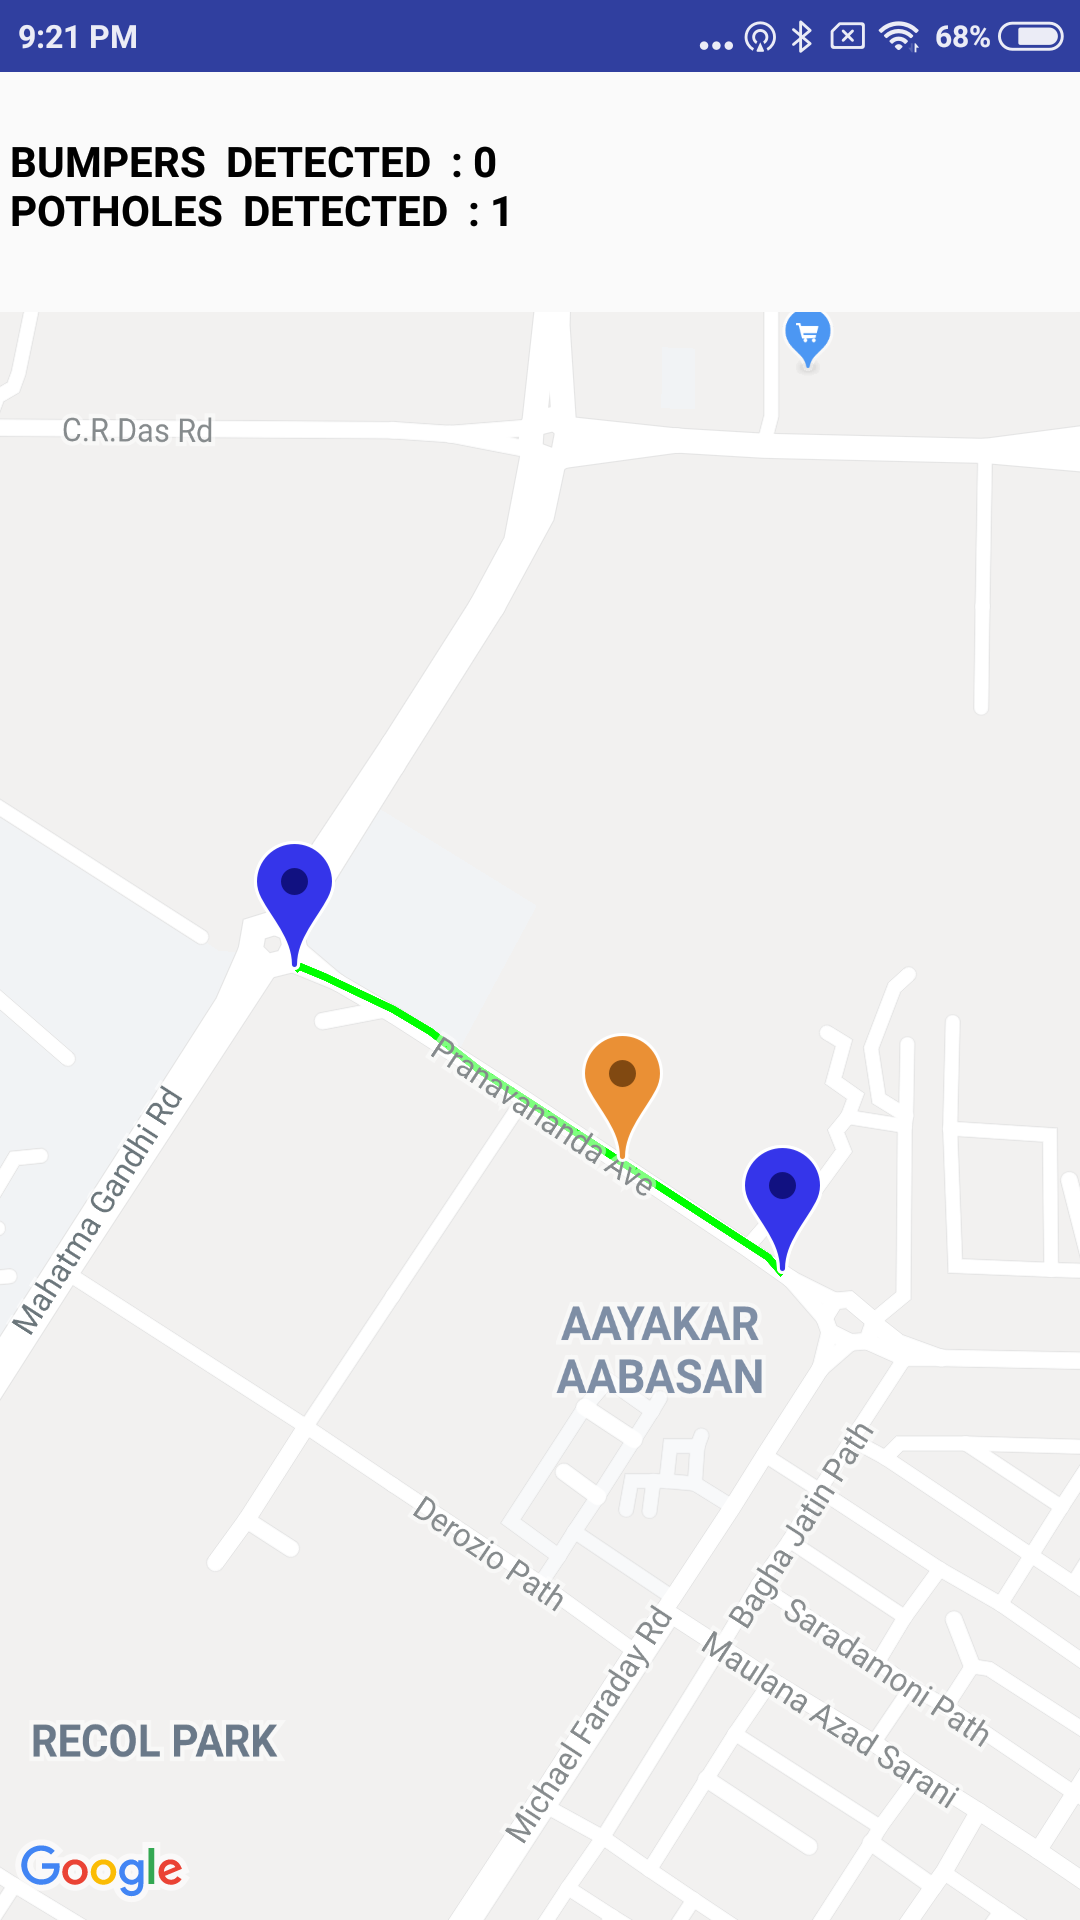 9:21 PM
68%
BUMPERS DETECTED : 0
POTHOLES DETECTED : 1
C.R.Das Rd
Pranavananda Ave
Mahatma Gandhi Rd
AAYAKAR
AABASAN
Derozio Path
Bagha Jatin Path
Saradamoni Path
Maulana Azad Sarani
Michael Faraday Rd
RECOL PARK
Google